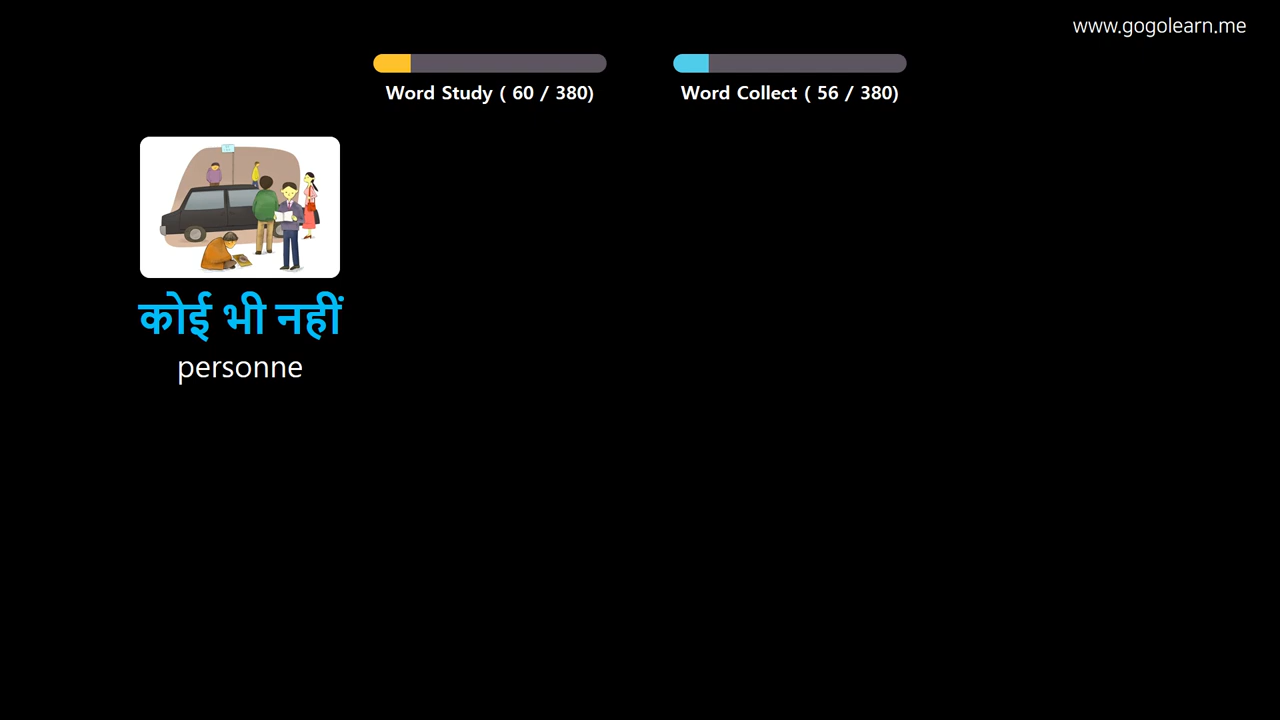 www.gogolearn.me
Word Study ( 60 / 380)
Word Collect ( 56 / 380)
कोई भी नहीं
personne